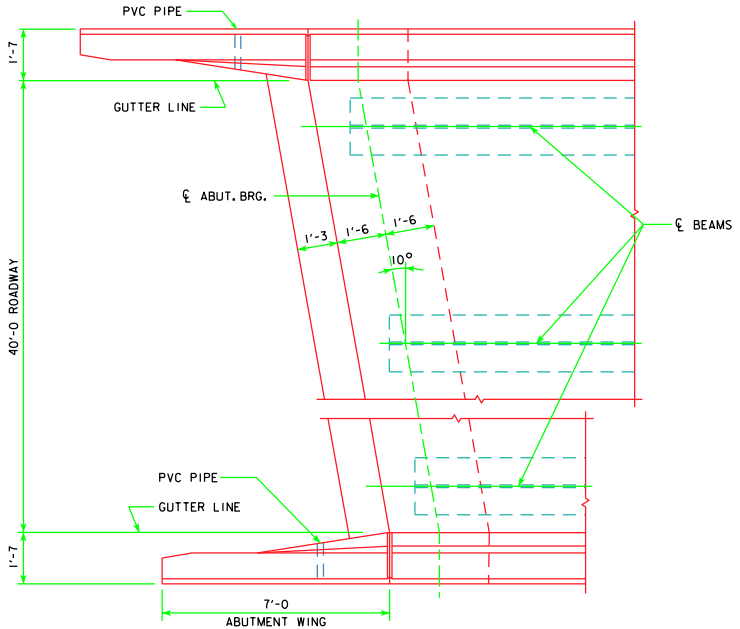 PVC PIPE
1'-7
GUTTER LINE
℄ ABUT. BRG.
1'-3
1'-6
1'-6
℄ BEAMS
10°
40'-0 ROADWAY
PVC PIPE
GUTTER LINE
1'-7
7'-0
ABUTMENT WING